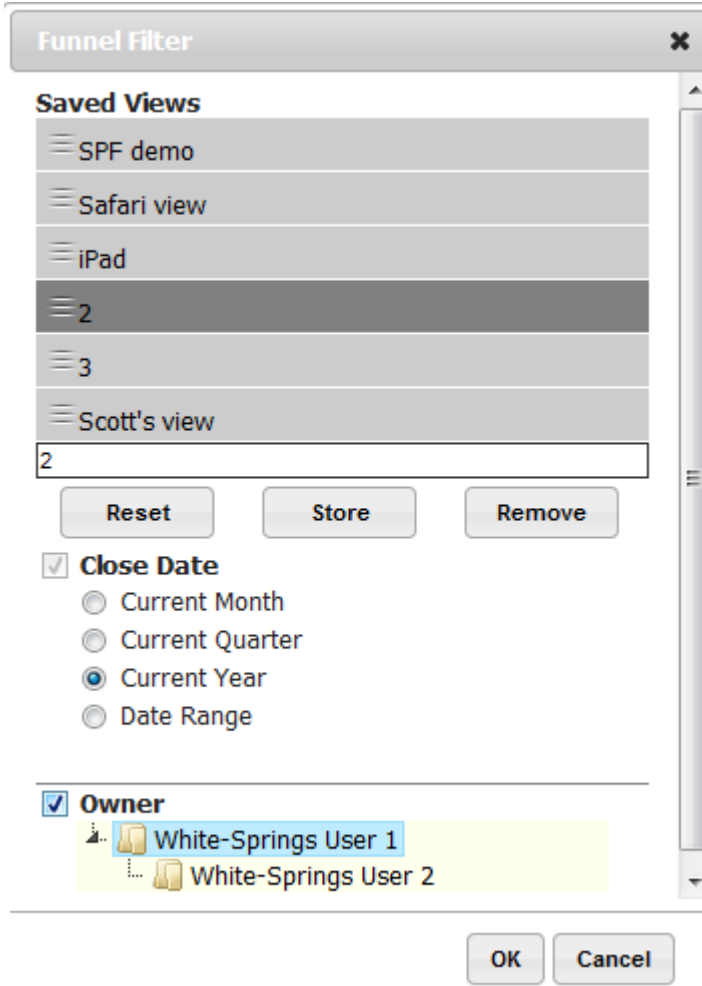 Funnel Filter
Saved Views
SPF demo
Safari view
iPad
2
3
Scott's view
2
Reset Store Remove
Close Date
Current Month
Current Quarter
Current Year
Date Range
Owner
White-Springs User 1
White-Springs User 2
OK Cancel